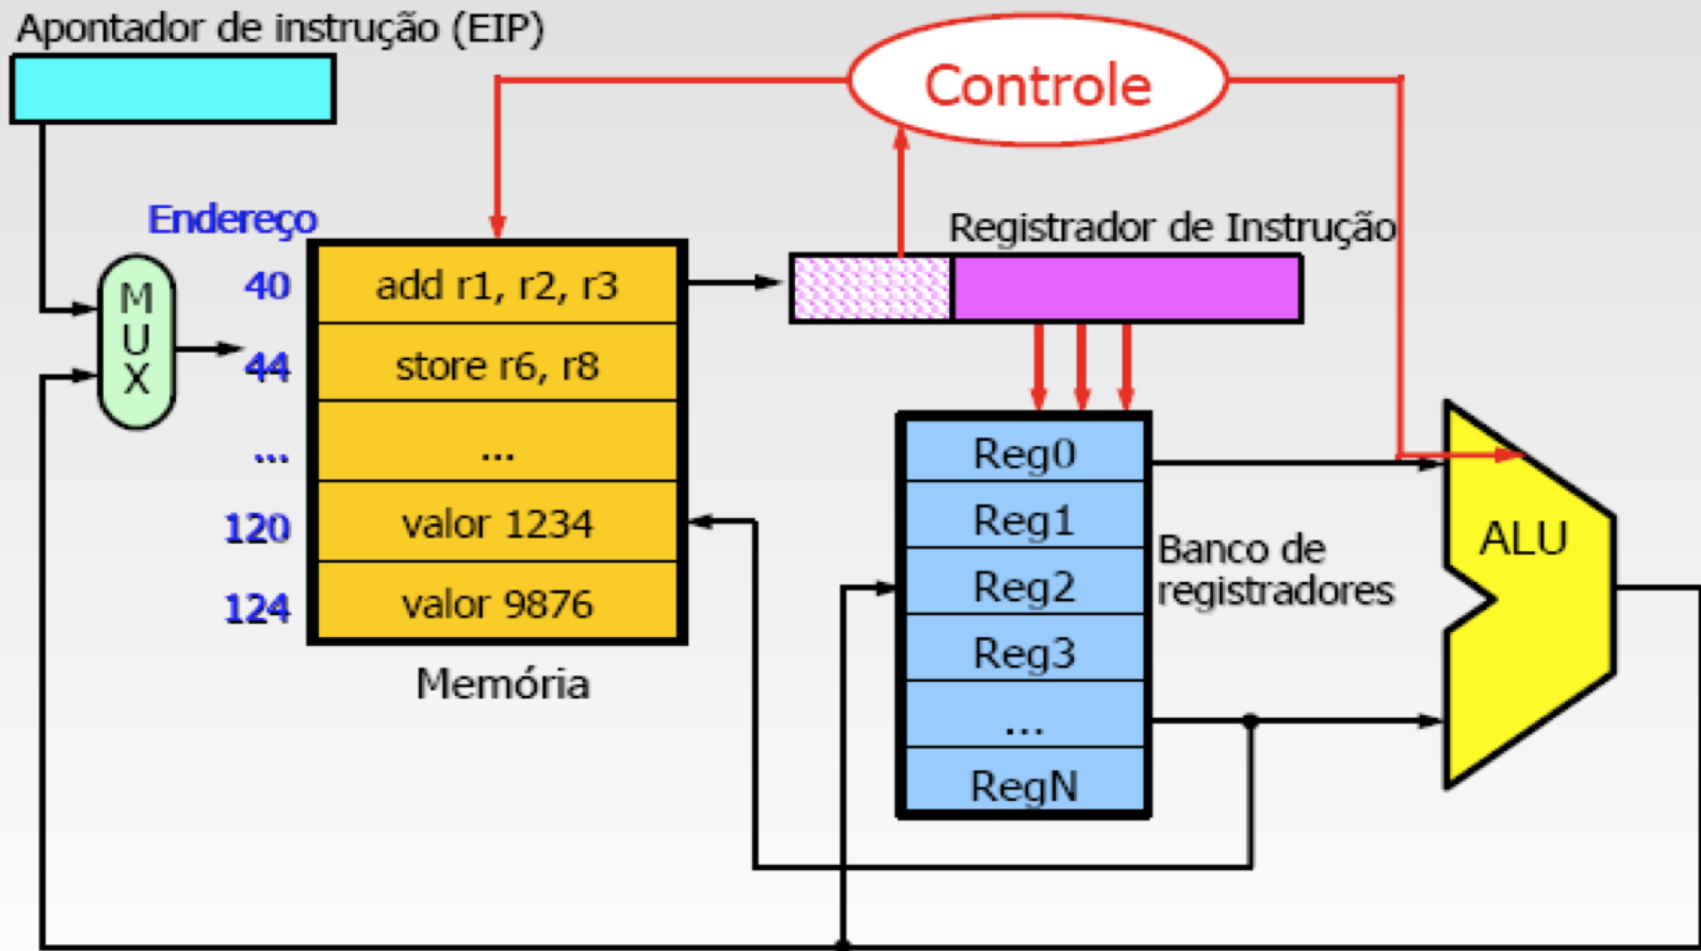 Apontador de instrução (EIP)
Controle
Endereço
Registrador de Instrução
M
U
X
40
add r1, r2, r3
44
store r6, r8
...
...
120
valor 1234
124
valor 9876
Memória
Reg0
Reg1
Reg2
Reg3
...
RegN
Banco de
registradores
ALU